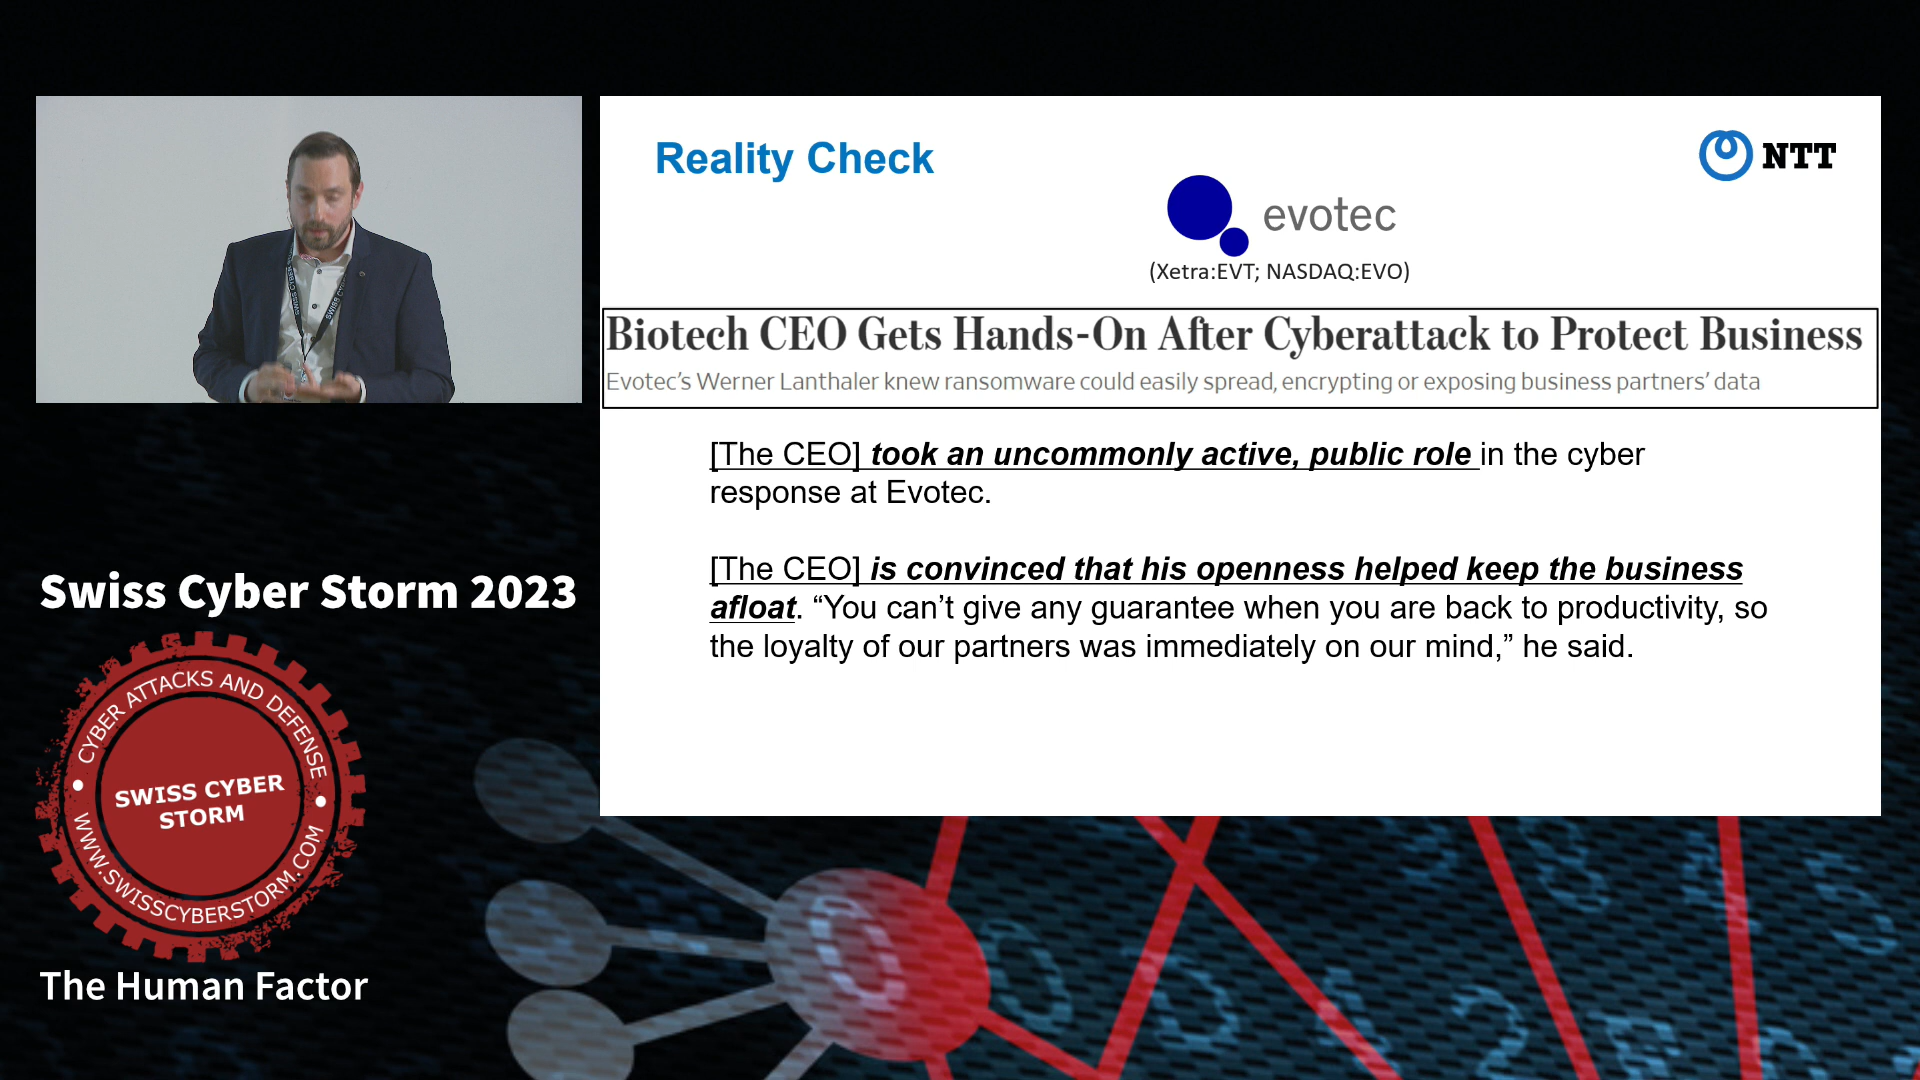 Reality Check
NTT
evotec
(Xetra:EVT; NASDAQ:EVO)
Biotech CEO Gets Hands-On After Cyberattack to Protect Business
Evotec’s Werner Lanthaler knew ransomware could easily spread, encrypting or exposing business partners’ data
[The CEO] took an uncommonly active, public role in the cyber
response at Evotec.
[The CEO] is convinced that his openness helped keep the business
afloat. “You can’t give any guarantee when you are back to productivity, so
the loyalty of our partners was immediately on our mind,” he said.
Swiss Cyber Storm 2023
CYBER ATTACKS AND DEFENSE
SWISS CYBER
STORM
WWW.SWISSCYBERSTORM.COM
The Human Factor